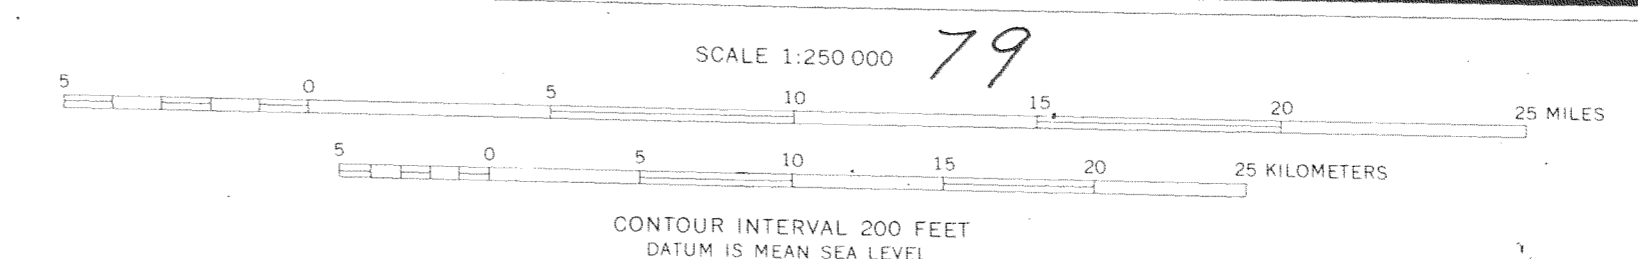 SCALE 1:250 000 79
5 0 5 10 15 20 25 MILES
5 0 5 10 15 20 25 KILOMETERS
CONTOUR INTERVAL 200 FEET
DATUM IS MEAN SEA LEVEL